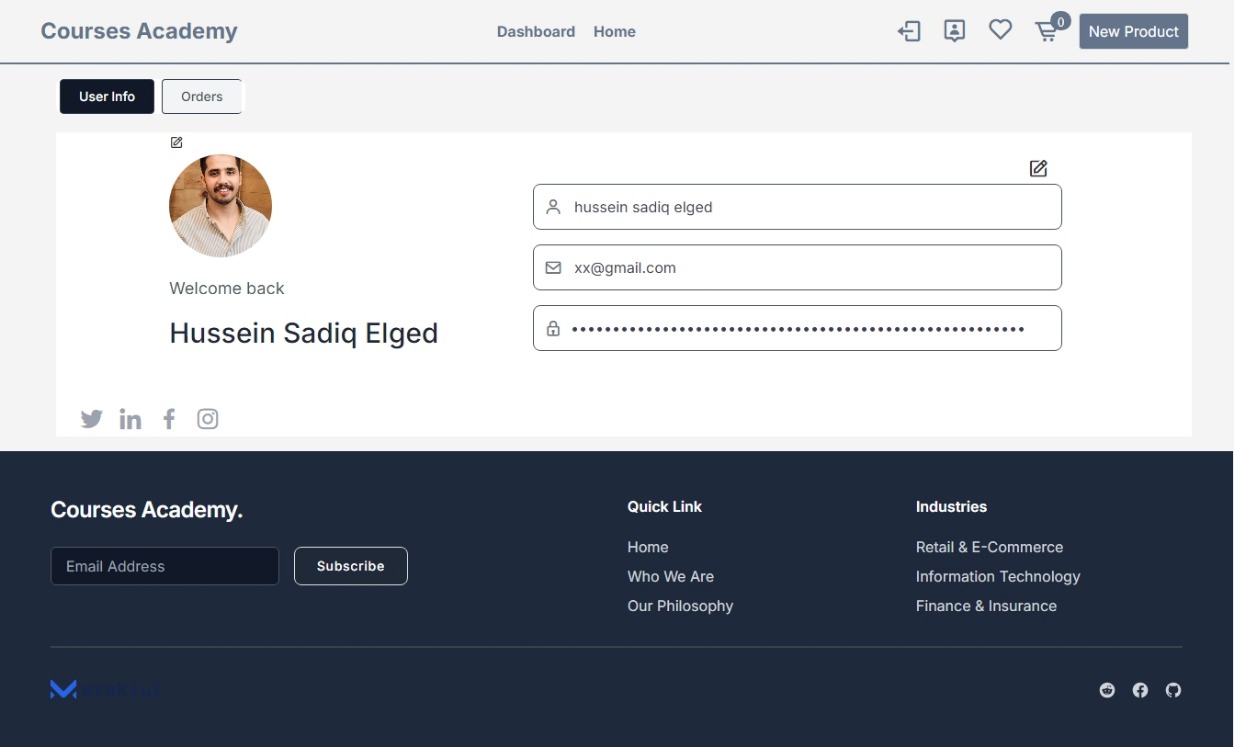 Courses Academy
Dashboard Home
0
New Product
User Info Orders
hussein sadiq elged
xx@gmail.com
Welcome back
Hussein Sadiq Elged
Courses Academy.
Quick Link
Industries
Home
Retail & E-Commerce
Email Address
Subscribe
Who We Are
Information Technology
Our Philosophy
Finance & Insurance